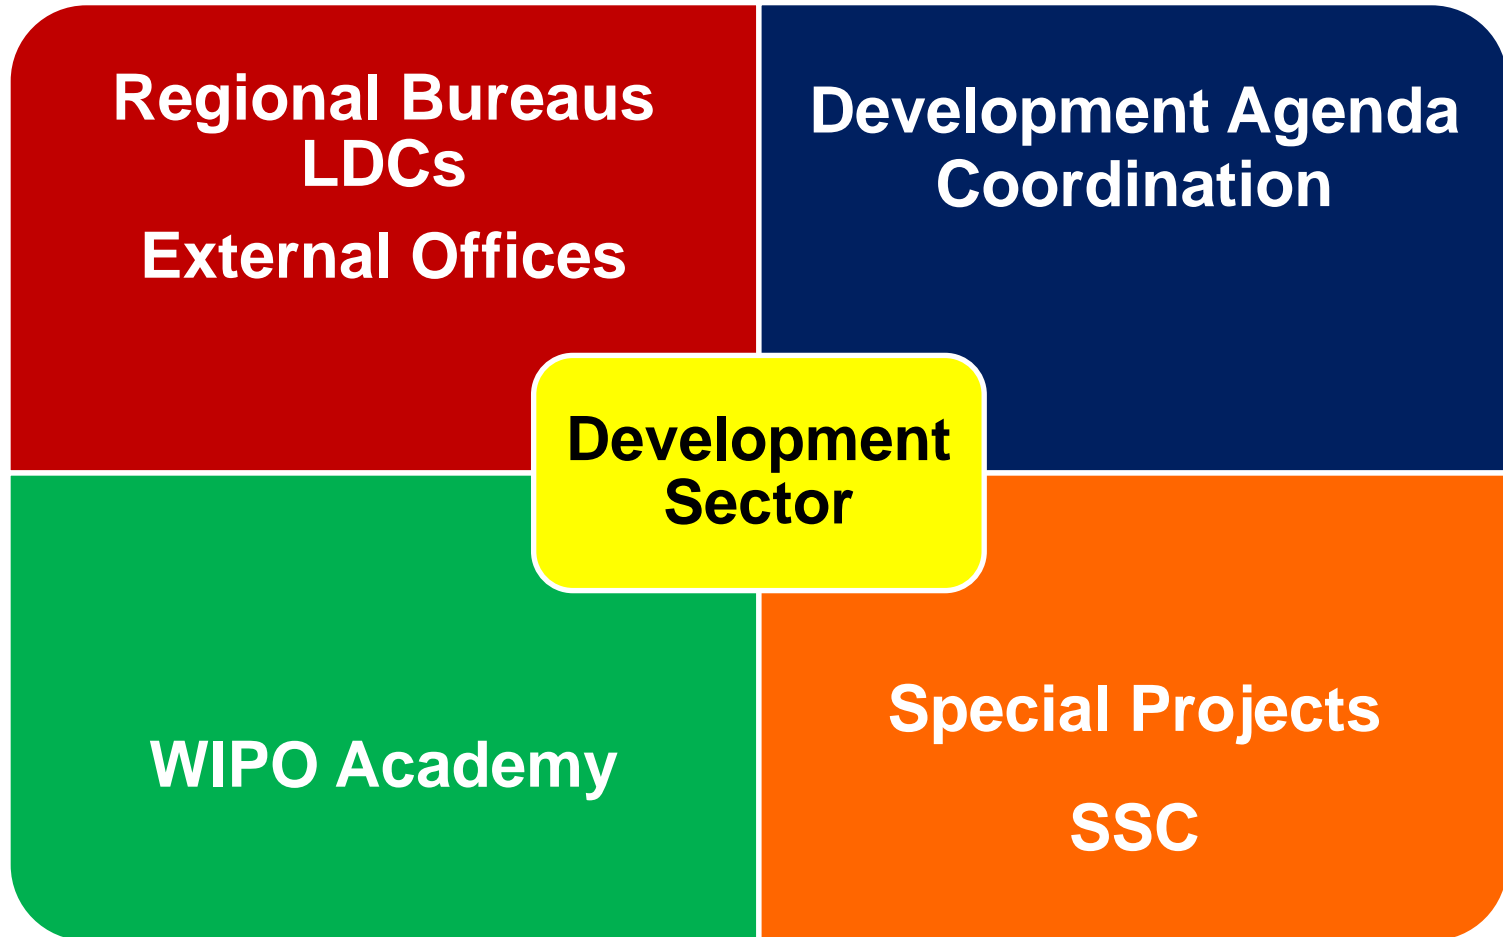 Regional Bureaus
LDCs
External Offices
Development Agenda
Coordination
Development
Sector
WIPO Academy
Special Projects
SSC